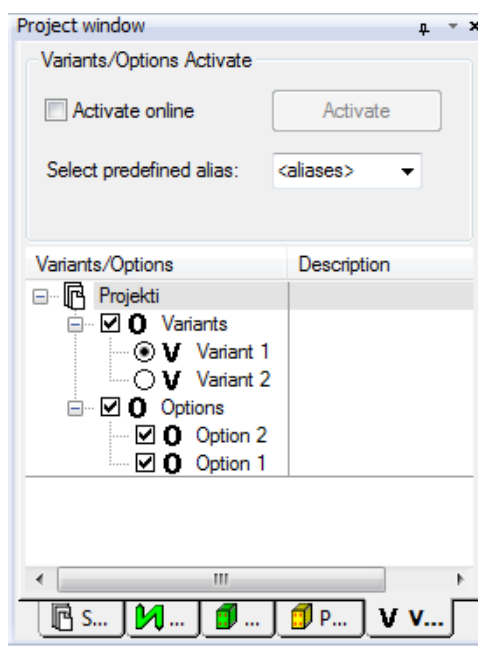 Project window
Variants/Options Activate
Activate online
Activate
Select predefined alias:
<aliases>
Variants/Options
Description
Projekti
O Variants
V Variant 1
V Variant 2
O Options
O Option 2
O Option 1
S...
...
...
P...
V V...